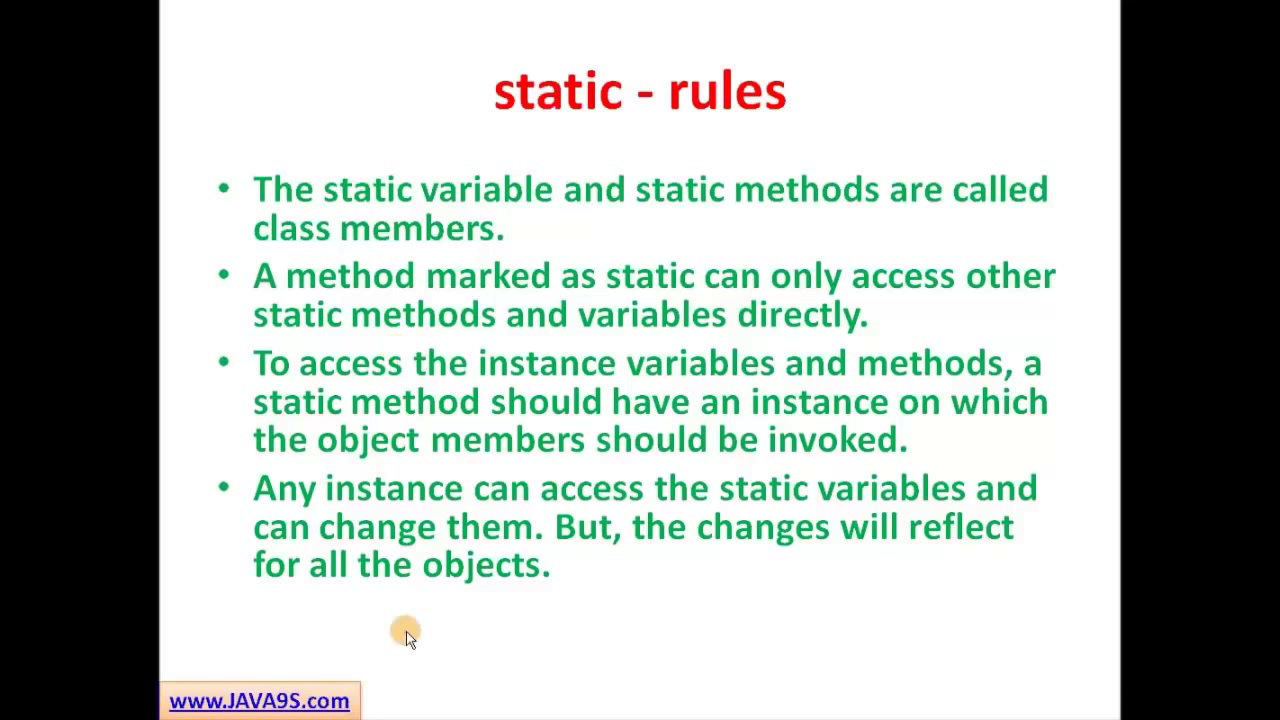 static - rules
• The static variable and static methods are called
class members.
• A method marked as static can only access other
static methods and variables directly.
• To access the instance variables and methods, a
static method should have an instance on which
the object members should be invoked.
• Any instance can access the static variables and
can change them. But, the changes will reflect
for all the objects.
www.JAVA9S.com